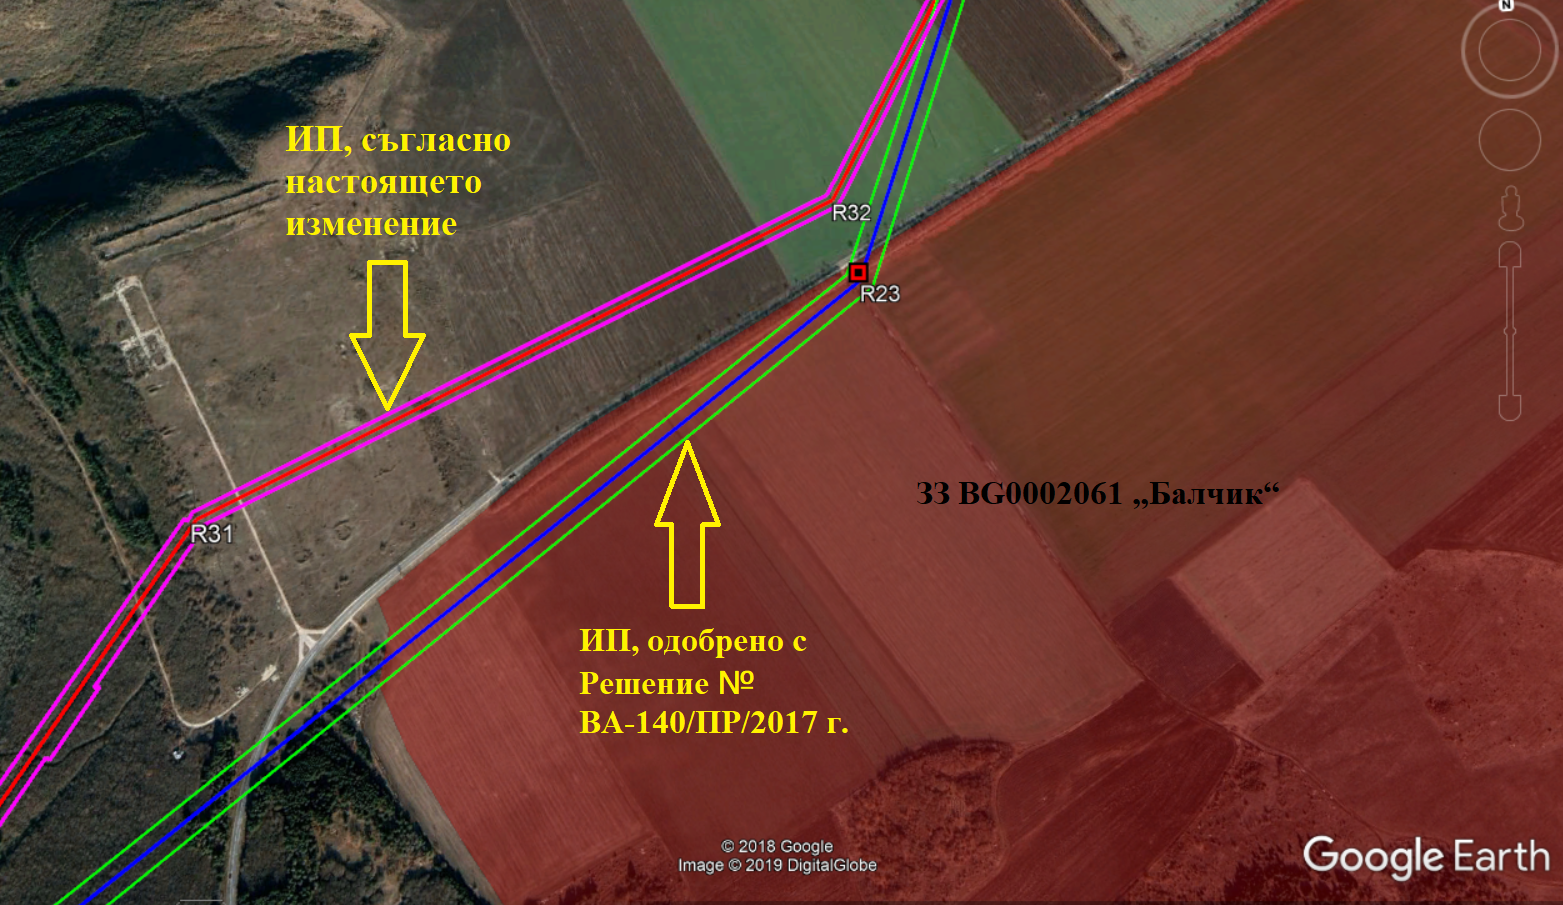 N
ИП, съгласно
настоящето
изменение
R32
R23
ЗЗ BG0002061 „Балчик“
R31
ИП, одобрено с
Решение №
ВА-140/ПР/2017 г.
© 2018 Google
Image © 2019 DigitalGlobe
Google Earth